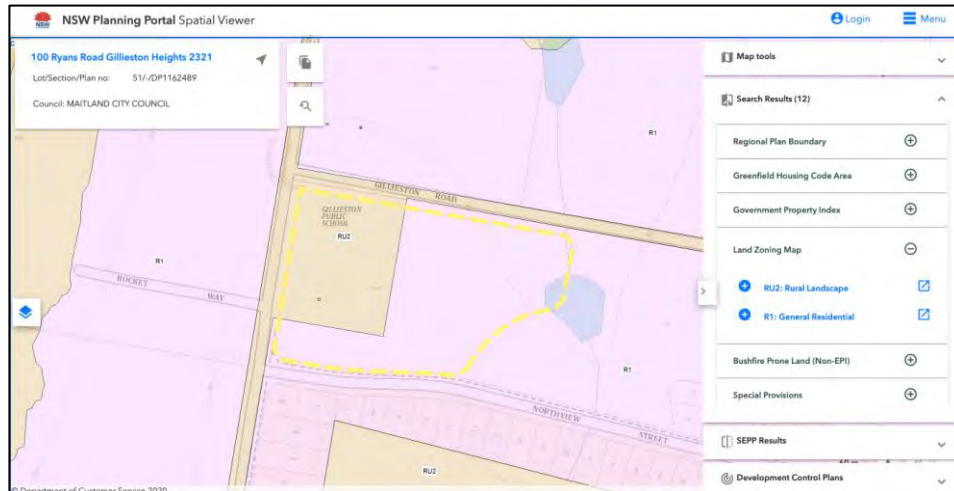 NSW Planning Portal Spatial Viewer
Login
Menu
100 Ryans Road Gillieston Heights 2321
Lot/Section/Plan no: 51/-/DP1162489
Council: MAITLAND CITY COUNCIL
Map tools
Search Results (12)
Regional Plan Boundary
Greenfield Housing Code Area
Government Property Index
Land Zoning Map
RU2: Rural Landscape
R1: General Residential
Bushfire Prone Land (Non-EPI)
Special Provisions
SEPP Results
Development Control Plans
R1
GILLIESTON ROAD
GILLIESTON
PUBLIC
SCHOOL
RU2
R1
ROCKET WAY
R1
NORTHVIEW STREET
RU2
© Department of Customer Service 2020